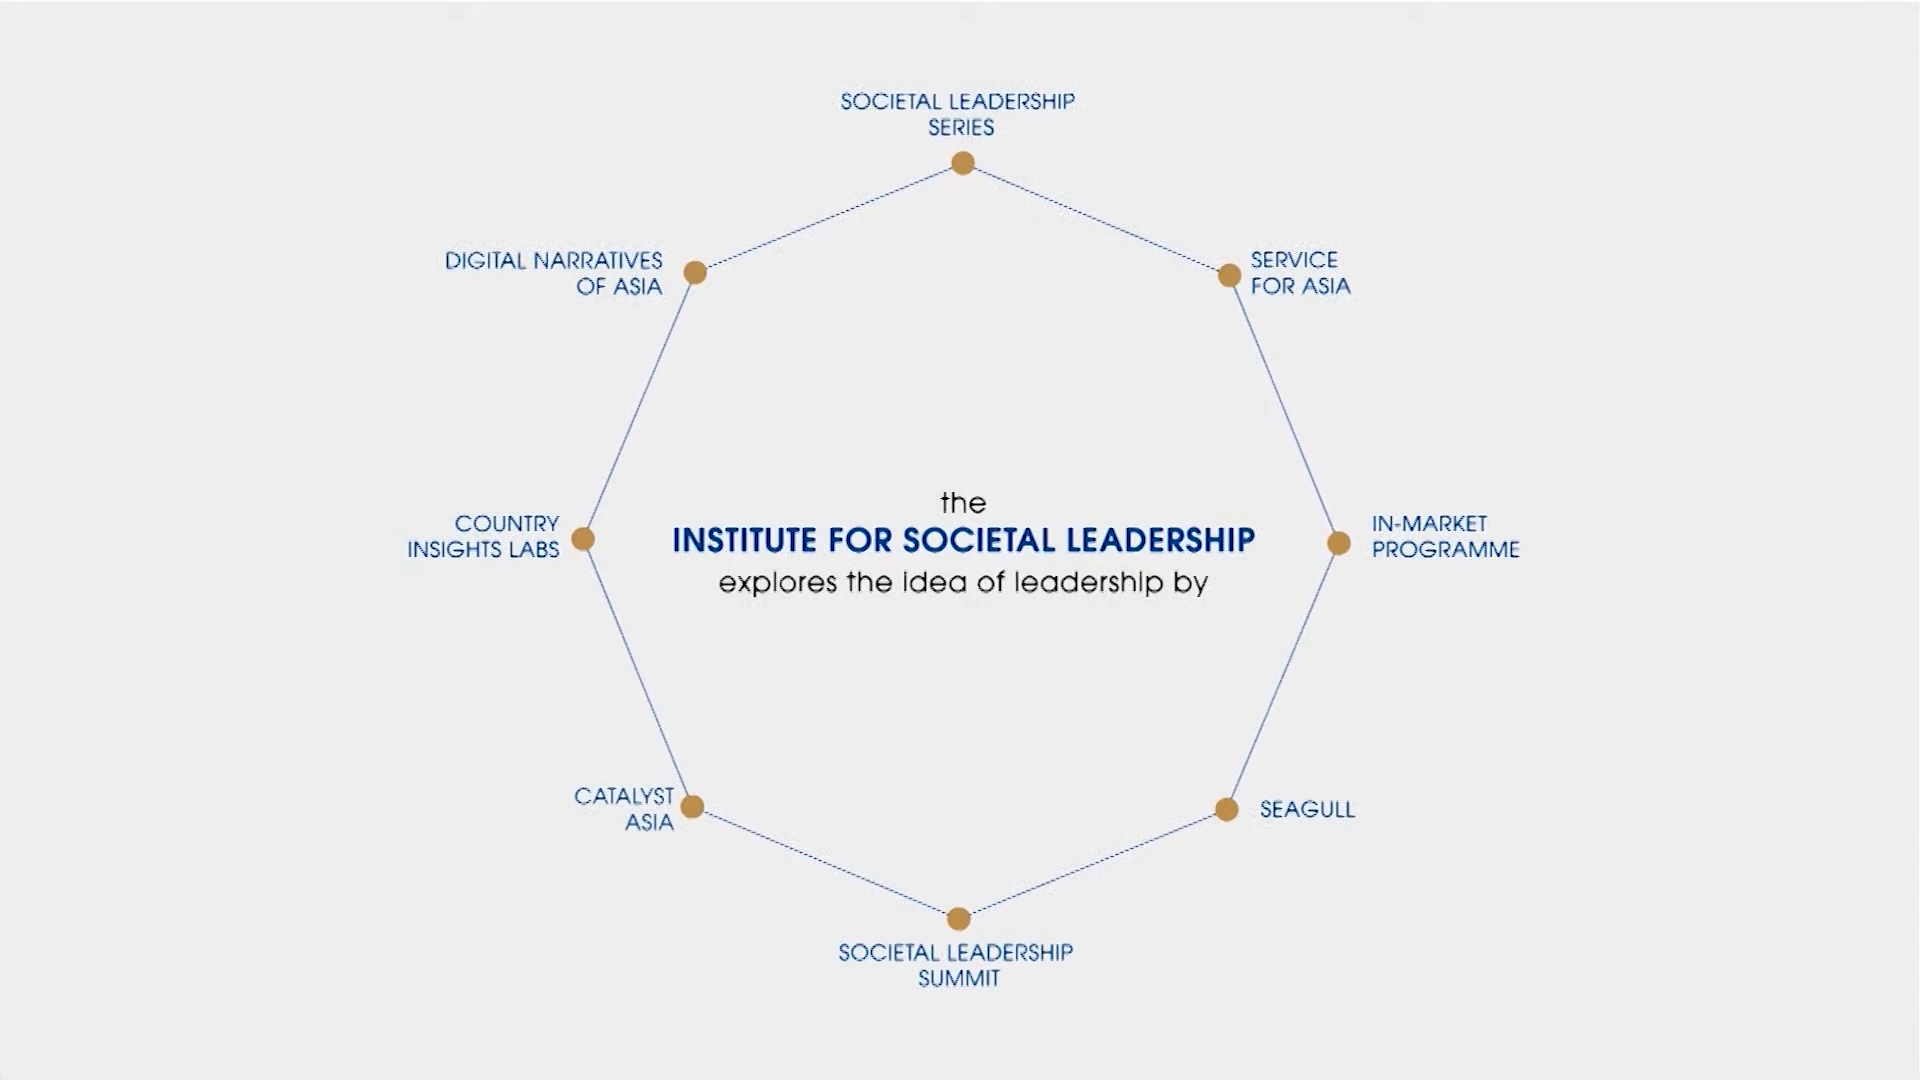 SOCIETAL LEADERSHIP
SERIES
DIGITAL NARRATIVES
OF ASIA
SERVICE
FOR ASIA
COUNTRY
INSIGHTS LABS
the
INSTITUTE FOR SOCIETAL LEADERSHIP
explores the idea of leadership by
IN-MARKET
PROGRAMME
CATALYST
ASIA
SEAGULL
SOCIETAL LEADERSHIP
SUMMIT